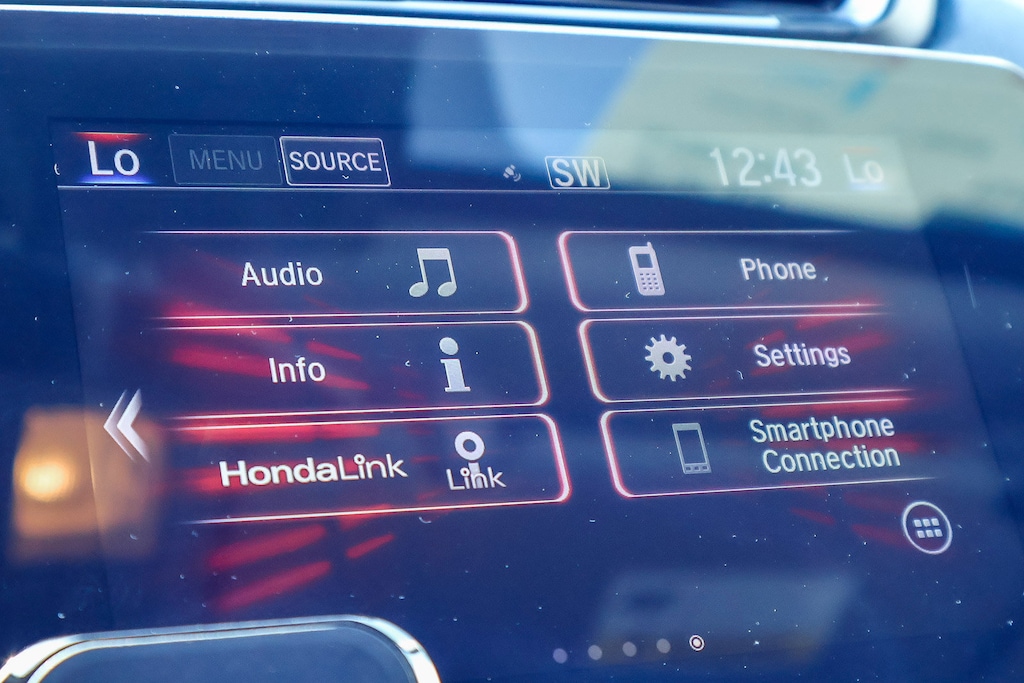 Lo MENU SOURCE SW 12:43 Lo
Audio
Phone
Info
Settings
HondaLink
Link
Smartphone
Connection